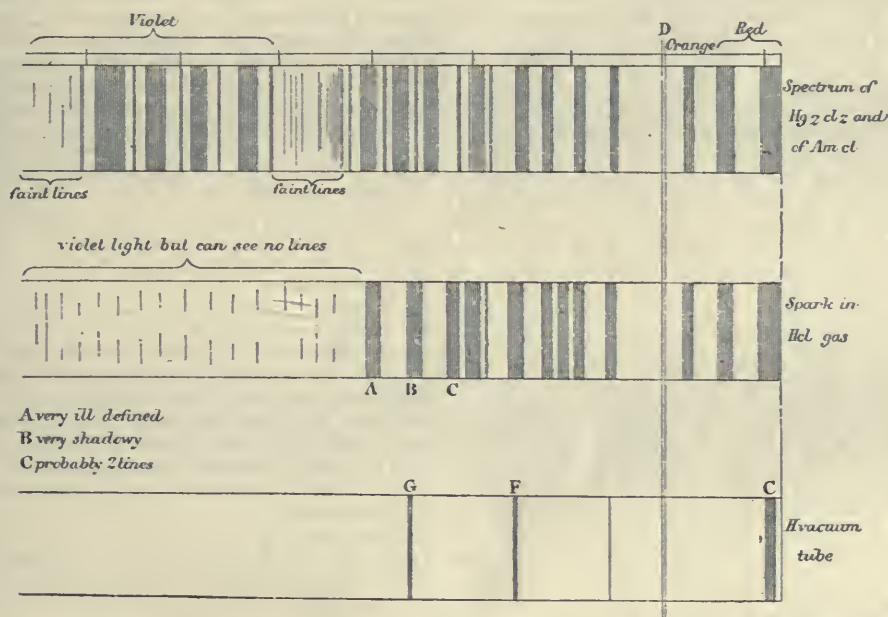 Violet
D
Orange
Red
Spectrum of
Hg 2 cl 2 and
of Am cl
faint lines
faint lines
violet light but can see no lines
Spark in
Hcl gas
A B C
A very ill defined
B very shadowy
C probably 2 lines
G F C
H vacuum
tube